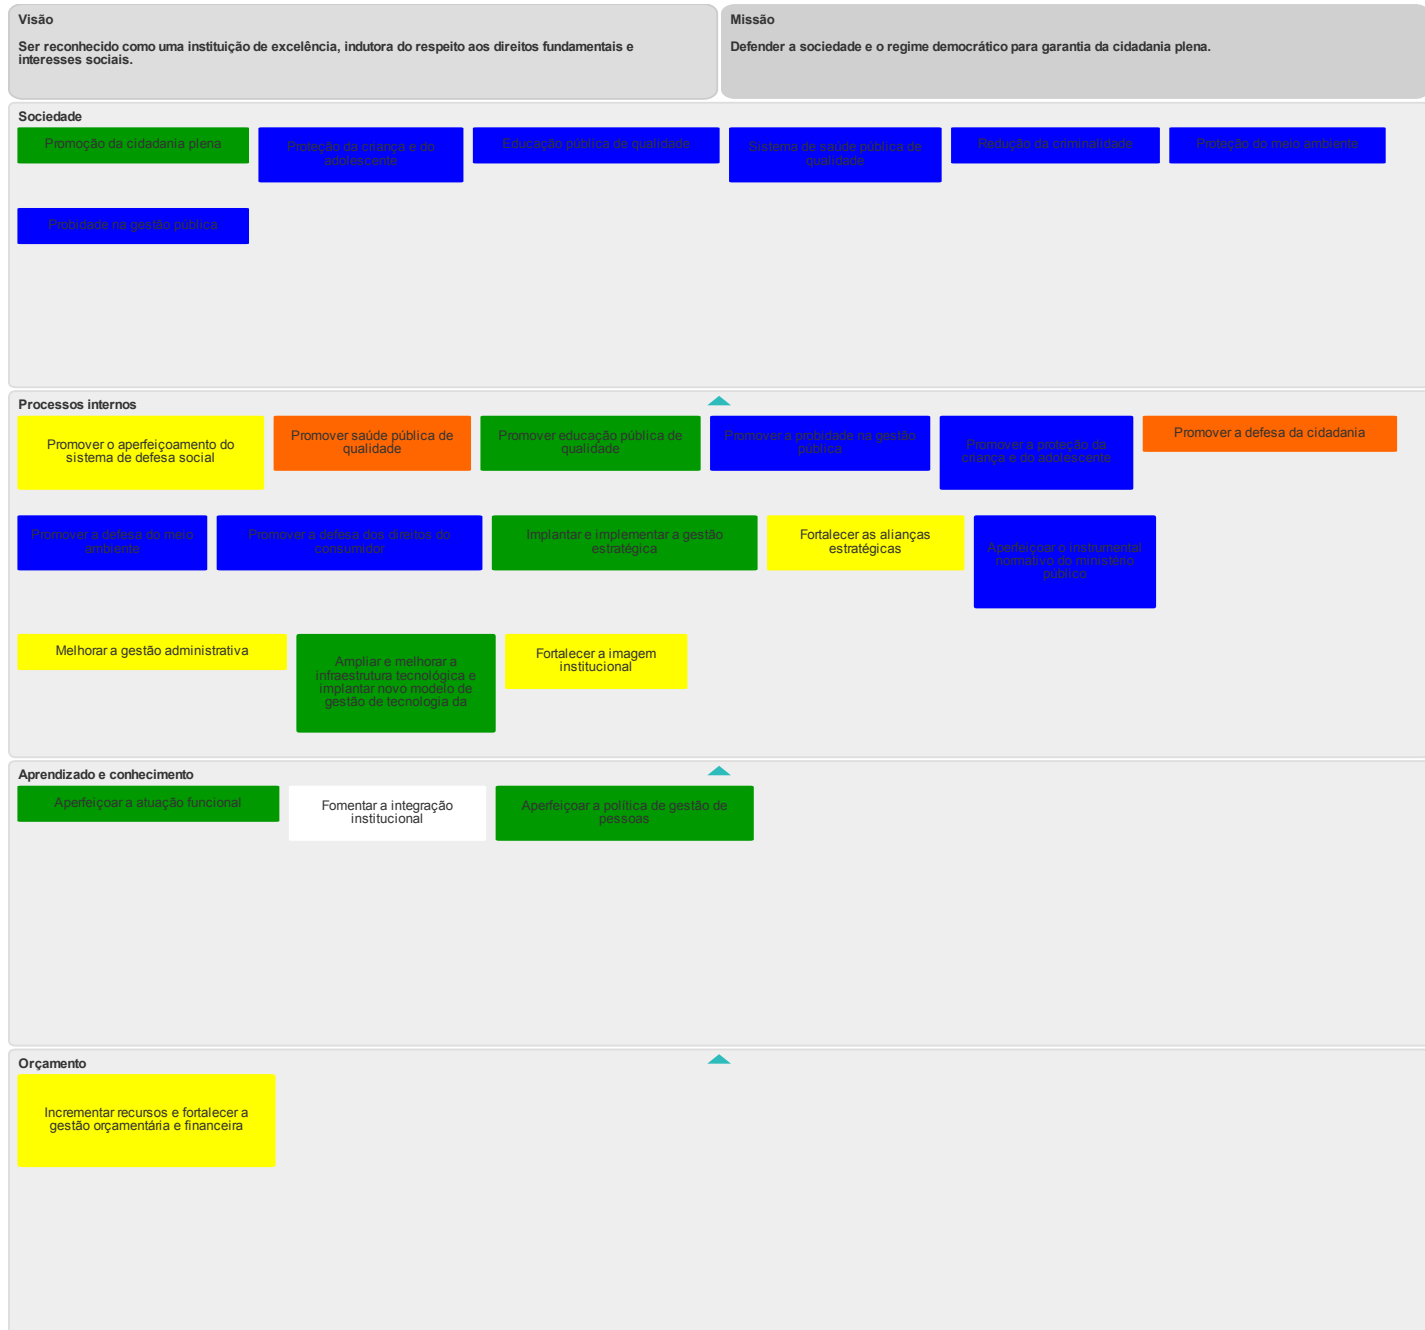 Visão
Ser reconhecido como uma instituição de excelência, indutora do respeito aos direitos fundamentais e
interesses sociais.
Missão
Defender a sociedade e o regime democrático para garantia da cidadania plena.
Sociedade
Promoção da cidadania plena
Proteção da criança e do
adolescente
Educação pública de qualidade
Sistema de saúde pública de
qualidade
Redução da criminalidade
Proteção do meio ambiente
Probidade na gestão pública
Processos internos
Promover o aperfeiçoamento do
sistema de defesa social
Promover saúde pública de
qualidade
Promover educação pública de
qualidade
Promover a probidade na gestão
pública
Promover a proteção da
criança e do adolescente
Promover a defesa da cidadania
Promover a defesa do meio
ambiente
Promover a defesa dos direitos do
consumidor
Implantar e implementar a gestão
estratégica
Fortalecer as alianças
estratégicas
Aperfeiçoar o instrumental
normativo do ministério
público
Melhorar a gestão administrativa
Ampliar e melhorar a
infraestrutura tecnológica e
implantar novo modelo de
gestão de tecnologia da
Fortalecer a imagem
institucional
Aprendizado e conhecimento
Aperfeiçoar a atuação funcional
Fomentar a integração
institucional
Aperfeiçoar a política de gestão de
pessoas
Orçamento
Incrementar recursos e fortalecer a
gestão orçamentária e financeira